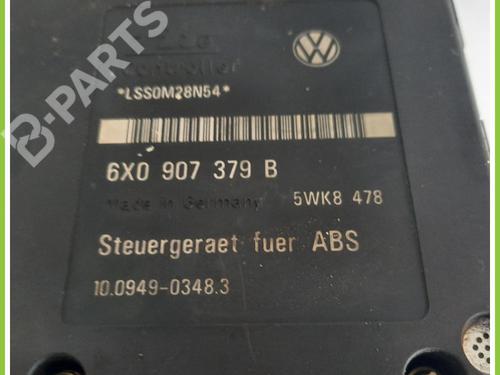 B-PARTS
controller
*LSS0M28N54*
6X0 907 379 B
Made in Germany 5WK8 478
Steuergeraet fuer ABS
10.0949-0348.3